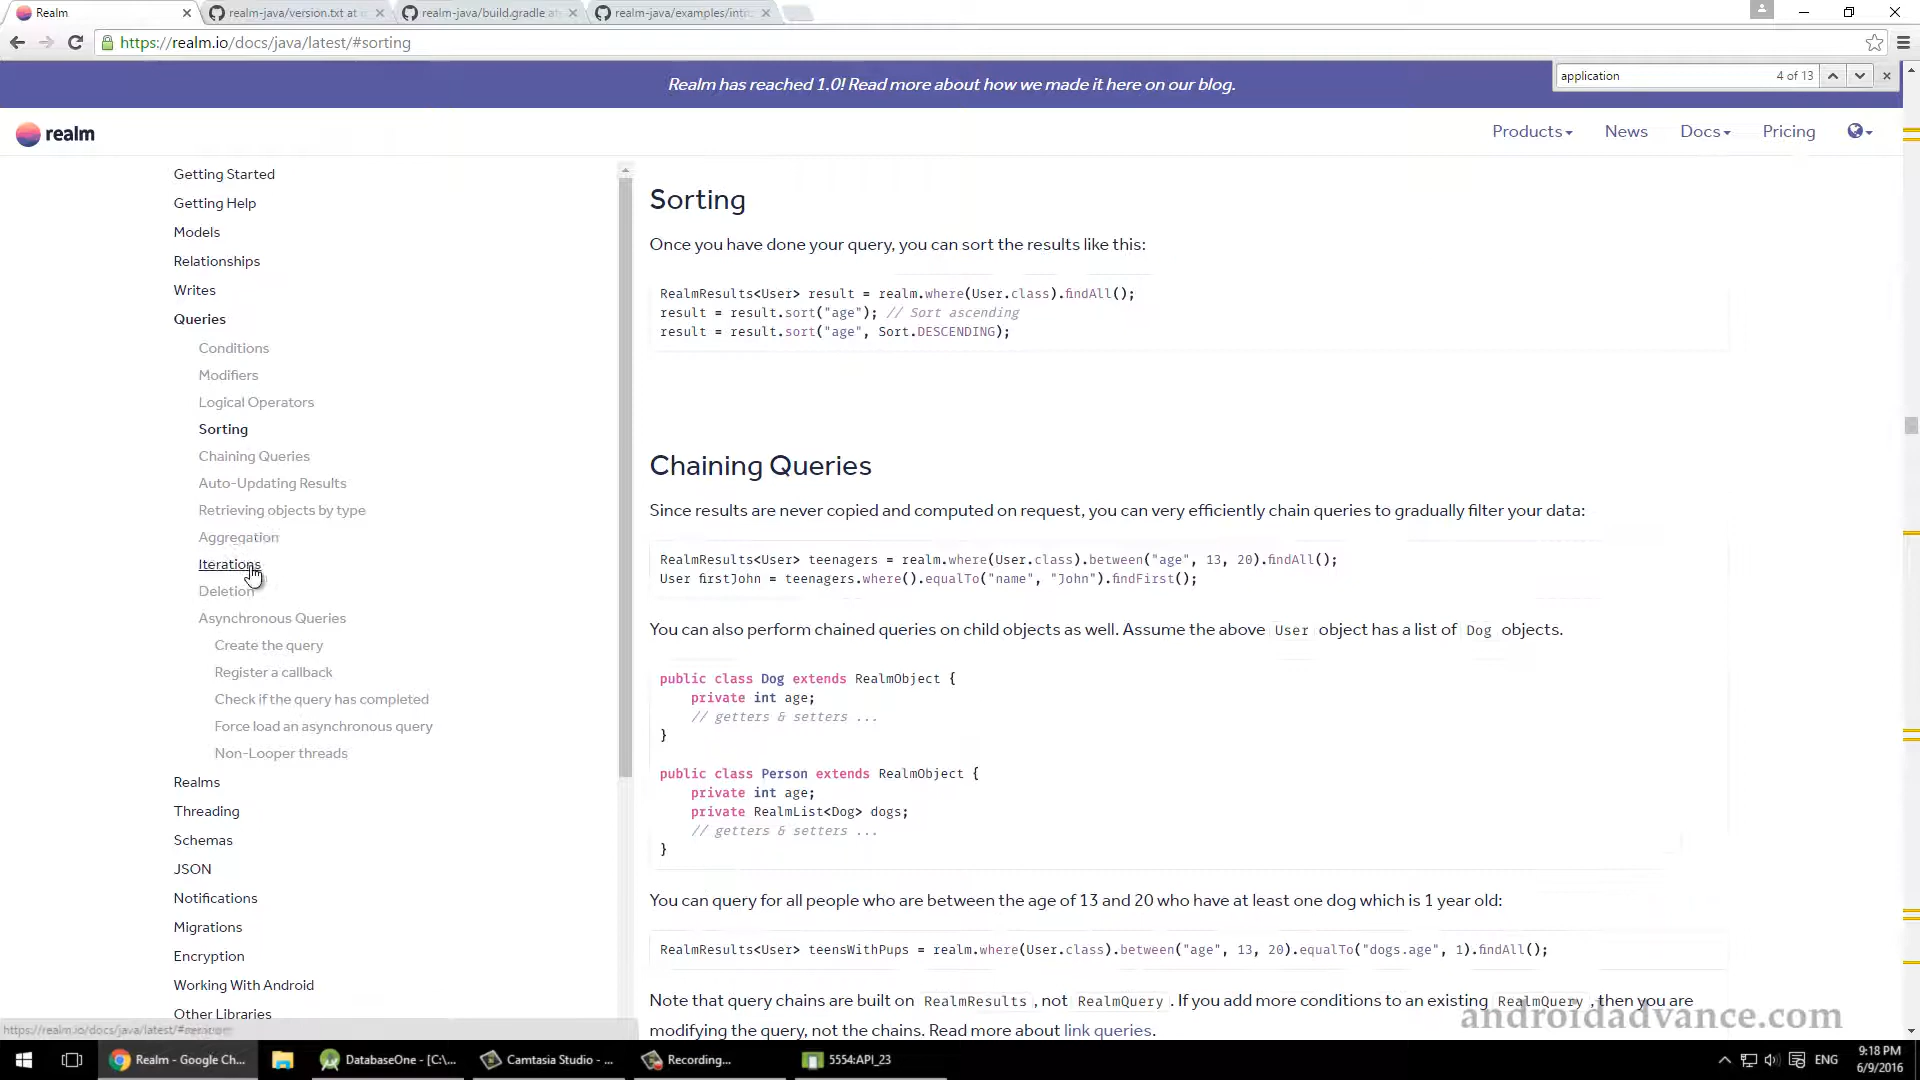 Realm
realm-java/version.txt at
realm-java/build.gradle at
realm-java/examples/intr
https://realm.io/docs/java/latest/#sorting
Realm has reached 1.0! Read more about how we made it here on our blog.
application 4 of 13
realm
Products
News
Docs
Pricing
Getting Started
Getting Help
Models
Relationships
Writes
Queries
Conditions
Modifiers
Logical Operators
Sorting
Chaining Queries
Auto-Updating Results
Retrieving objects by type
Aggregation
Iterations
Deletion
Asynchronous Queries
Create the query
Register a callback
Check if the query has completed
Force load an asynchronous query
Non-Looper threads
Realms
Threading
Schemas
JSON
Notifications
Migrations
Encryption
Working With Android
Other Libraries
Sorting
Once you have done your query, you can sort the results like this:
RealmResults<User> result = realm.where(User.class).findAll();
result = result.sort("age"); // Sort ascending
result = result.sort("age", Sort.DESCENDING);
Chaining Queries
Since results are never copied and computed on request, you can very efficiently chain queries to gradually filter your data:
RealmResults<User> teenagers = realm.where(User.class).between("age", 13, 20).findAll();
User firstJohn = teenagers.where().equalTo("name", "John").findFirst();
You can also perform chained queries on child objects as well. Assume the above User object has a list of Dog objects.
public class Dog extends RealmObject {
private int age;
// getters & setters ...
}
public class Person extends RealmObject {
private int age;
private RealmList<Dog> dogs;
// getters & setters ...
}
You can query for all people who are between the age of 13 and 20 who have at least one dog which is 1 year old:
RealmResults<User> teensWithPups = realm.where(User.class).between("age", 13, 20).equalTo("dogs.age", 1).findAll();
Note that query chains are built on RealmResults, not RealmQuery. If you add more conditions to an existing RealmQuery, then you are
modifying the query, not the chains. Read more about link queries.
androidadvance.com
https://realm.io/docs/java/latest/
Realm - Google Ch...
DatabaseOne - [C:\...
Camtasia Studio - ...
Recording...
5554:API_23
ENG
9:18 PM
6/9/2016